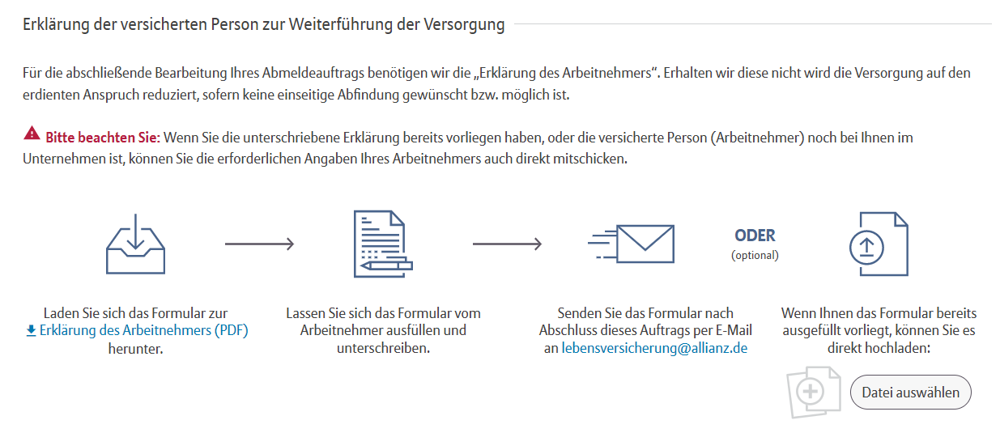 Erklärung der versicherten Person zur Weiterführung der Versorgung
Für die abschließende Bearbeitung Ihres Abmeldeauftrags benötigen wir die „Erklärung des Arbeitnehmers“. Erhalten wir diese nicht wird die Versorgung auf den
erdienten Anspruch reduziert, sofern keine einseitige Abfindung gewünscht bzw. möglich ist.
Bitte beachten Sie: Wenn Sie die unterschriebene Erklärung bereits vorliegen haben, oder die versicherte Person (Arbeitnehmer) noch bei Ihnen im
Unternehmen ist, können Sie die erforderlichen Angaben Ihres Arbeitnehmers auch direkt mitschicken.
Laden Sie sich das Formular zur
Erklärung des Arbeitnehmers (PDF)
herunter.
Lassen Sie sich das Formular vom
Arbeitnehmer ausfüllen und
unterschreiben.
Senden Sie das Formular nach
Abschluss dieses Auftrags per E-Mail
an lebensversicherung@allianz.de
ODER
(optional)
Wenn Ihnen das Formular bereits
ausgefüllt vorliegt, können Sie es
direkt hochladen:
Datei auswählen